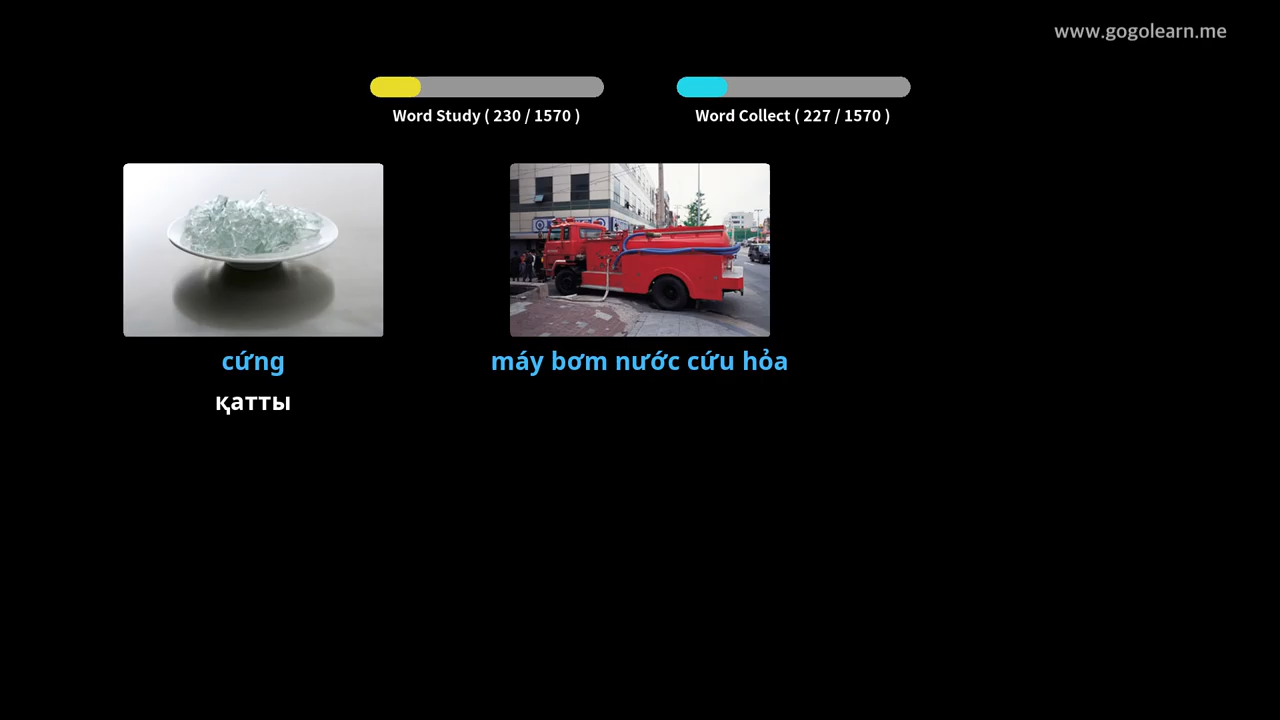 www.gogolearn.me
Word Study ( 230 / 1570 )
Word Collect ( 227 / 1570 )
cứng
máy bơm nước cứu hỏa
қатты